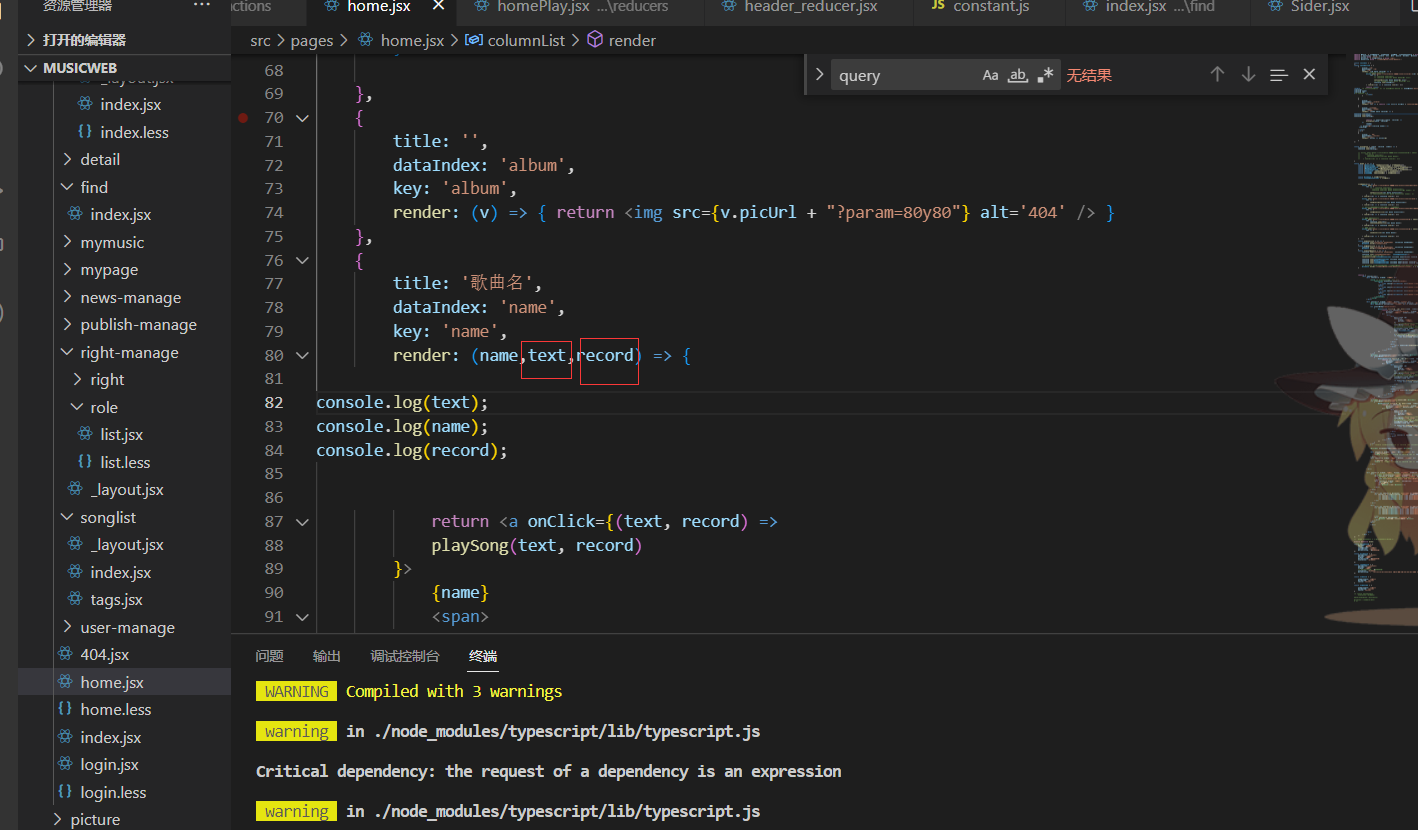 资源管理器 ···
ctions home.jsx × homePlay.jsx ...\reducers header_reducer.jsx JS constant.js index.jsx ...\find Sider.jsx
打开的编辑器
src > pages > home.jsx > columnList > render
MUSICWEB
_layout.jsx
index.jsx
index.less
detail
find
index.jsx
mymusic
mypage
news-manage
publish-manage
right-manage
right
role
list.jsx
list.less
_layout.jsx
songlist
_layout.jsx
index.jsx
tags.jsx
user-manage
404.jsx
home.jsx
home.less
index.jsx
login.jsx
login.less
picture
query Aa ab .* 无结果
68
69 },
70 {
71 title: '',
72 dataIndex: 'album',
73 key: 'album',
74 render: (v) => { return <img src={v.picUrl + "?param=80y80"} alt='404' /> }
75 },
76 {
77 title: '歌曲名',
78 dataIndex: 'name',
79 key: 'name',
80 render: (name,text,record) => {
81
82 console.log(text);
83 console.log(name);
84 console.log(record);
85
86
87 return <a onClick={(text, record) =>
88 playSong(text, record)
89 }>
90 {name}
91 <span>
问题 输出 调试控制台 终端
WARNING Compiled with 3 warnings
warning in ./node_modules/typescript/lib/typescript.js
Critical dependency: the request of a dependency is an expression
warning in ./node_modules/typescript/lib/typescript.js